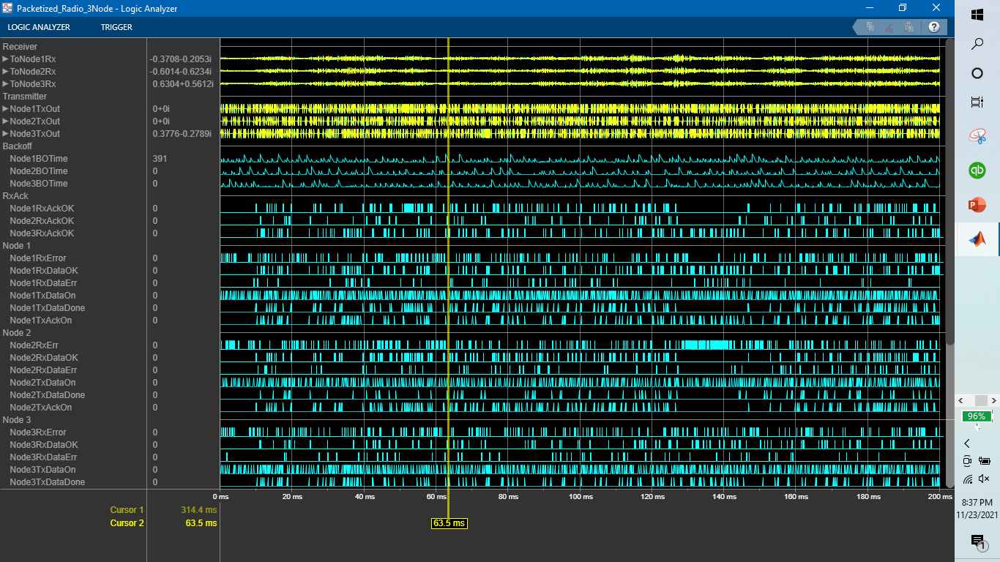 Packetized_Radio_3Node - Logic Analyzer
LOGIC ANALYZER TRIGGER
Receiver
ToNode1Rx -0.3708-0.2053i
ToNode2Rx -0.6014-0.6234i
ToNode3Rx 0.6304+0.5612i
Transmitter
Node1TxOut 0+0i
Node2TxOut 0+0i
Node3TxOut 0.3776-0.2789i
Backoff
Node1BOTime 391
Node2BOTime 0
Node3BOTime 0
RxAck
Node1RxAckOK 0
Node2RxAckOK 0
Node3RxAckOK 0
Node 1
Node1RxError 0
Node1RxDataOK 0
Node1RxDataErr 0
Node1TxDataOn 0
Node1TxDataDone 0
Node1TxAckOn 0
Node 2
Node2RxErr 0
Node2RxDataOK 0
Node2RxDataErr 0
Node2TxDataOn 0
Node2TxDataDone 0
Node2TxAckOn 0
Node 3
Node3RxError 0
Node3RxDataOK 0
Node3RxDataErr 0
Node3TxDataOn 0
Node3TxDataDone 0
0 ms 20 ms 40 ms 60 ms 80 ms 100 ms 120 ms 140 ms 160 ms 180 ms 200 ms
Cursor 1 314.4 ms
Cursor 2 63.5 ms 63.5 ms
qb
P
96%
8:37 PM
11/23/2021
1